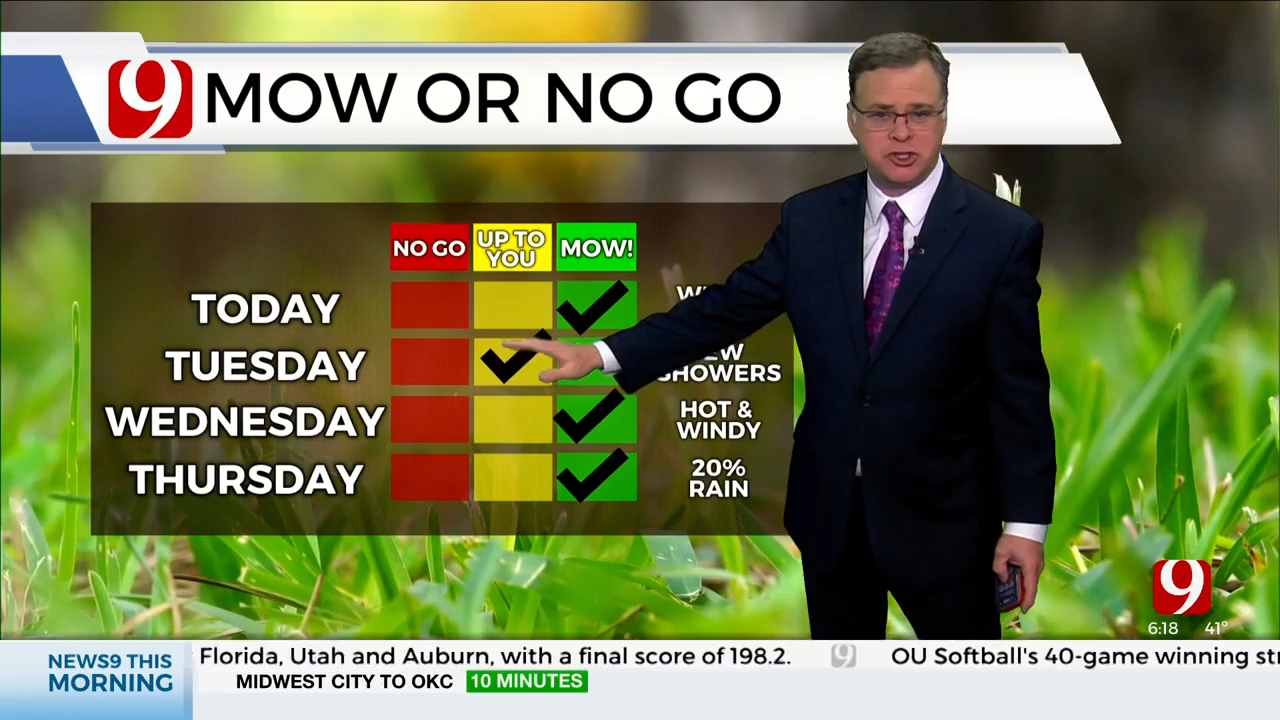 9 MOW OR NO GO
NO GO
UP TO
YOU
MOW!
TODAY
TUESDAY
SHOWERS
WEDNESDAY
HOT &
WINDY
THURSDAY
20%
RAIN
9
6:18 41°
NEWS9 THIS
MORNING
Florida, Utah and Auburn, with a final score of 198.2. 9 OU Softball's 40-game winning
MIDWEST CITY TO OKC 10 MINUTES